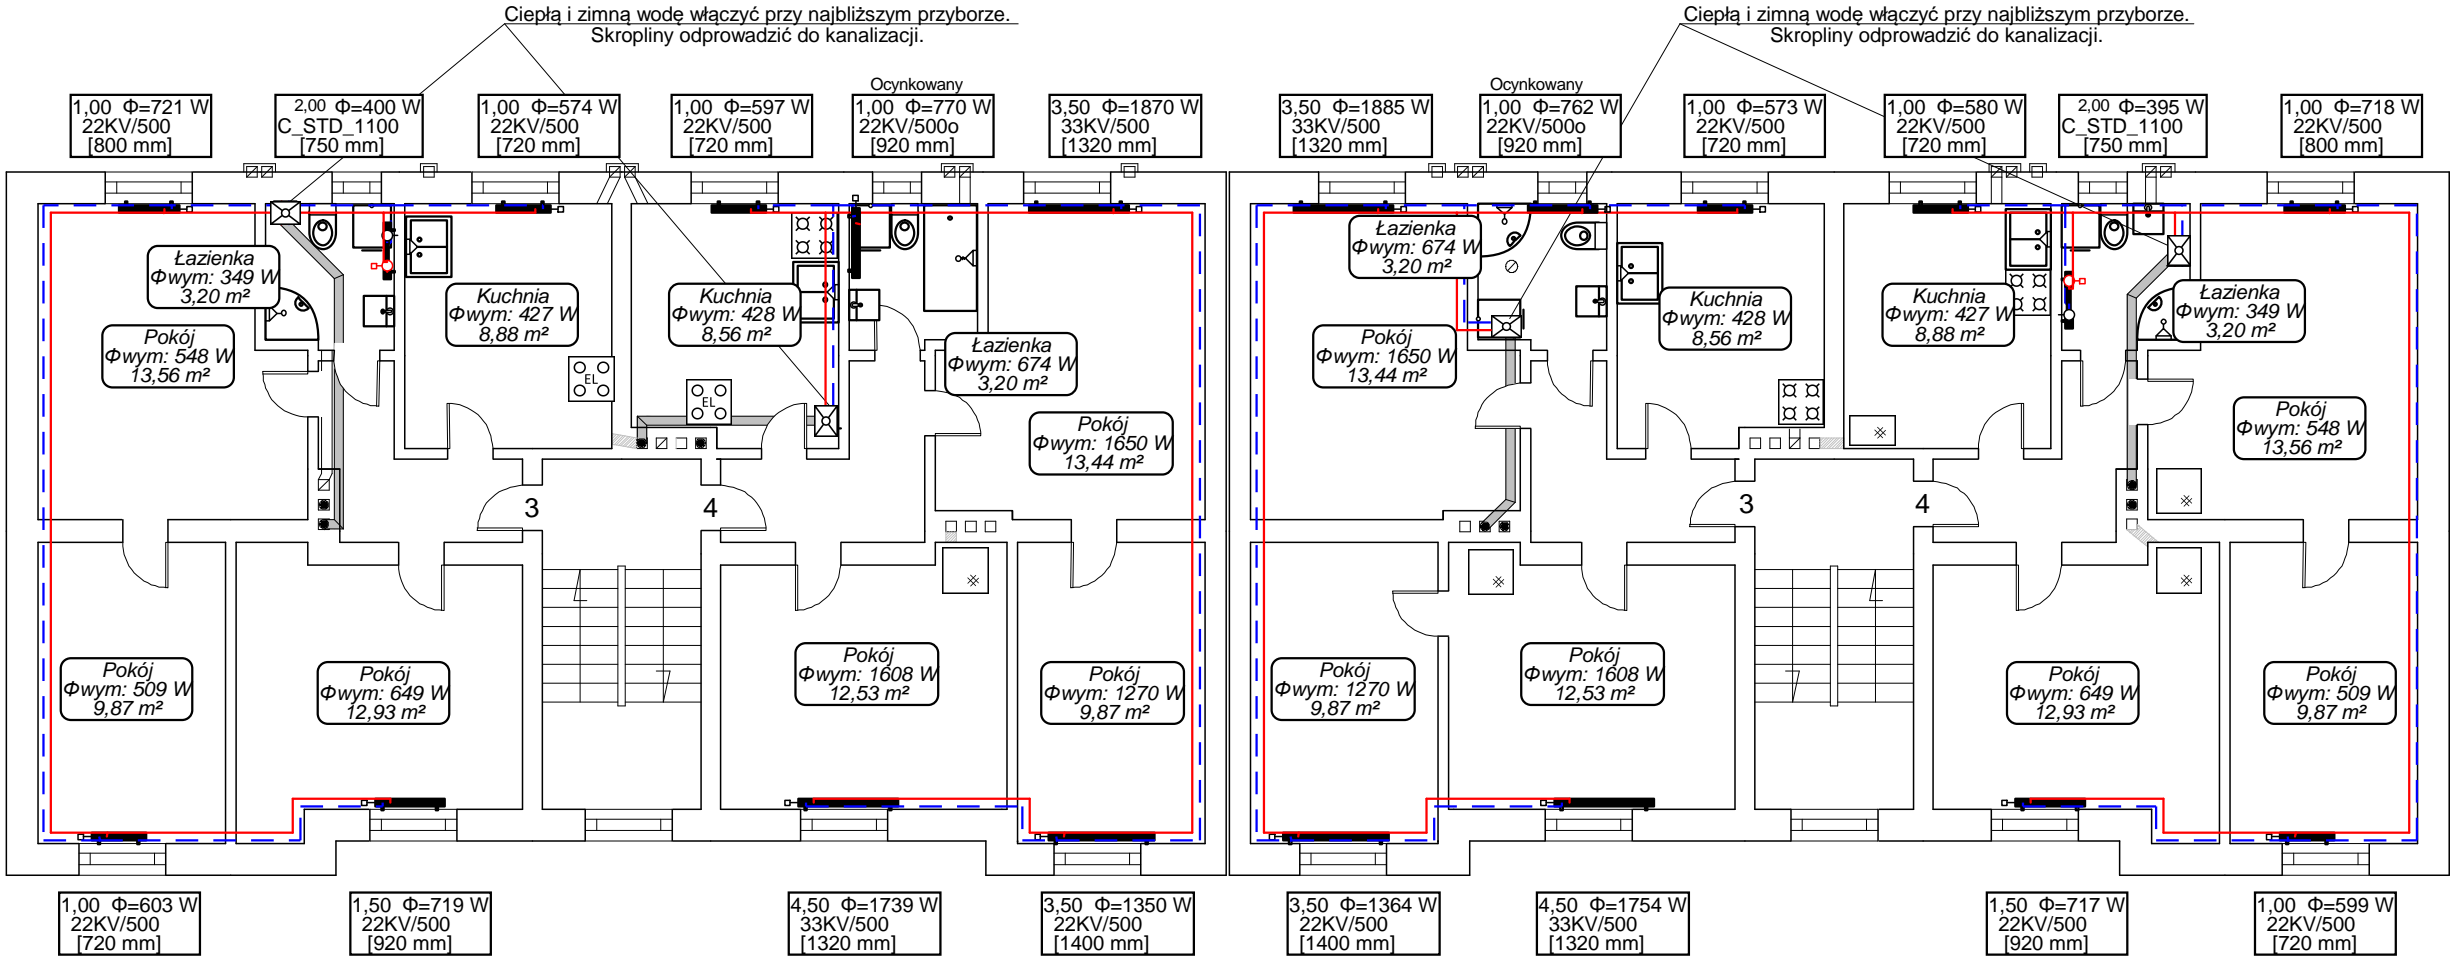 Ciepłą i zimną wodę włączyć przy najbliższym przyborze.
Skropliny odprowadzić do kanalizacji.
Ciepłą i zimną wodę włączyć przy najbliższym przyborze.
Skropliny odprowadzić do kanalizacji.
1,00 Φ=721 W
22KV/500
[800 mm]
2,00 Φ=400 W
C_STD_1100
[750 mm]
1,00 Φ=574 W
22KV/500
[720 mm]
1,00 Φ=597 W
22KV/500
[720 mm]
Ocynkowany
1,00 Φ=770 W
22KV/500o
[920 mm]
3,50 Φ=1870 W
33KV/500
[1320 mm]
3,50 Φ=1885 W
33KV/500
[1320 mm]
Ocynkowany
1,00 Φ=762 W
22KV/500o
[920 mm]
1,00 Φ=573 W
22KV/500
[720 mm]
1,00 Φ=580 W
22KV/500
[720 mm]
2,00 Φ=395 W
C_STD_1100
[750 mm]
1,00 Φ=718 W
22KV/500
[800 mm]
Łazienka
Φwym: 349 W
3,20 m²
Pokój
Φwym: 548 W
13,56 m²
Kuchnia
Φwym: 427 W
8,88 m²
EL
Kuchnia
Φwym: 428 W
8,56 m²
EL
Łazienka
Φwym: 674 W
3,20 m²
Pokój
Φwym: 1650 W
13,44 m²
3
4
Pokój
Φwym: 509 W
9,87 m²
Pokój
Φwym: 649 W
12,93 m²
Pokój
Φwym: 1608 W
12,53 m²
Pokój
Φwym: 1270 W
9,87 m²
Łazienka
Φwym: 674 W
3,20 m²
Pokój
Φwym: 1650 W
13,44 m²
Kuchnia
Φwym: 428 W
8,56 m²
Kuchnia
Φwym: 427 W
8,88 m²
Łazienka
Φwym: 349 W
3,20 m²
Pokój
Φwym: 548 W
13,56 m²
3
4
Pokój
Φwym: 1270 W
9,87 m²
Pokój
Φwym: 1608 W
12,53 m²
Pokój
Φwym: 649 W
12,93 m²
Pokój
Φwym: 509 W
9,87 m²
1,00 Φ=603 W
22KV/500
[720 mm]
1,50 Φ=719 W
22KV/500
[920 mm]
4,50 Φ=1739 W
33KV/500
[1320 mm]
3,50 Φ=1350 W
22KV/500
[1400 mm]
3,50 Φ=1364 W
22KV/500
[1400 mm]
4,50 Φ=1754 W
33KV/500
[1320 mm]
1,50 Φ=717 W
22KV/500
[920 mm]
1,00 Φ=599 W
22KV/500
[720 mm]